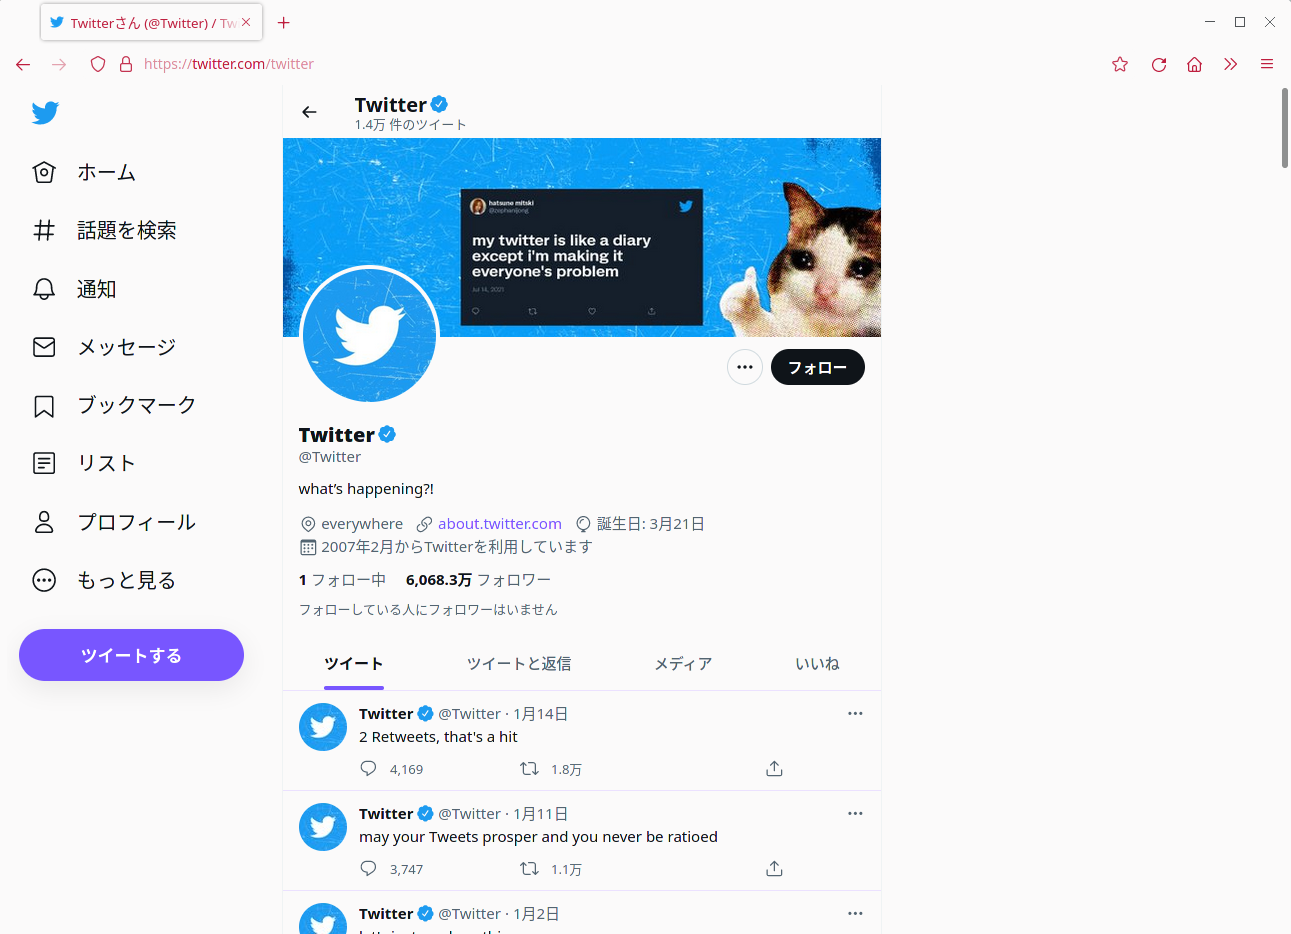 Twitterさん (@Twitter) / Tw
https://twitter.com/twitter
Twitter
1.4万 件のツイート
ホーム
話題を検索
通知
メッセージ
ブックマーク
リスト
プロフィール
もっと見る
ツイートする
hatsune mitski
@zephanijong
my twitter is like a diary
except i'm making it
everyone's problem
Jul 14, 2021
フォロー
Twitter
@Twitter
what's happening?!
everywhere about.twitter.com 誕生日: 3月21日
2007年2月からTwitterを利用しています
1 フォロー中 6,068.3万 フォロワー
フォローしている人にフォロワーはいません
ツイート ツイートと返信 メディア いいね
Twitter @Twitter · 1月14日
2 Retweets, that's a hit
4,169 1.8万
Twitter @Twitter · 1月11日
may your Tweets prosper and you never be ratioed
3,747 1.1万
Twitter @Twitter · 1月2日